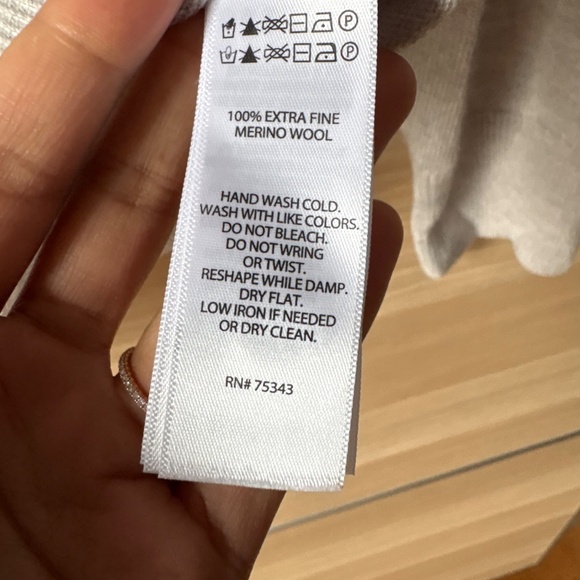 100% EXTRA FINE
MERINO WOOL
HAND WASH COLD.
WASH WITH LIKE COLORS.
DO NOT BLEACH.
DO NOT WRING
OR TWIST.
RESHAPE WHILE DAMP.
DRY FLAT.
LOW IRON IF NEEDED
OR DRY CLEAN.
RN# 75343